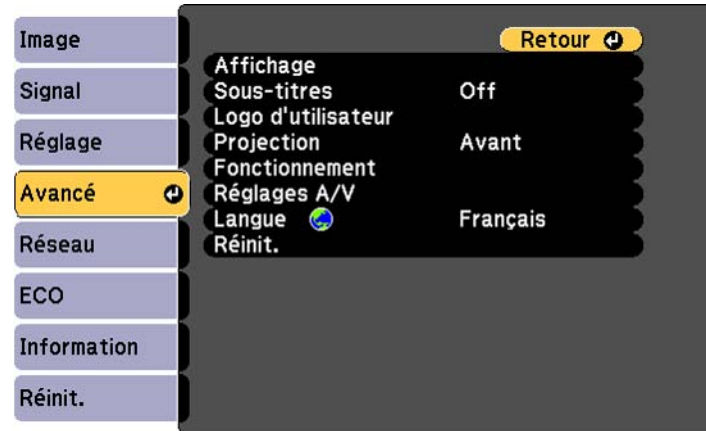 Image
Signal
Réglage
Avancé
Réseau
ECO
Information
Réinit.
Retour
Affichage
Sous-titres Off
Logo d'utilisateur
Projection Avant
Fonctionnement
Réglages A/V
Langue Français
Réinit.